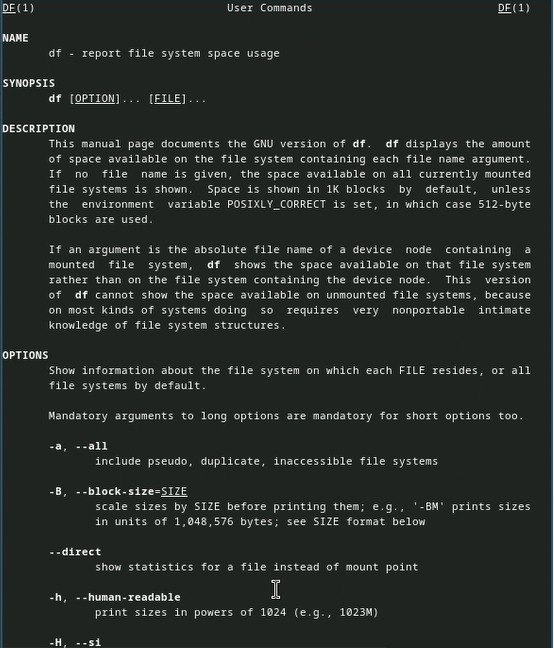 DF(1) User Commands DF(1)
NAME
df - report file system space usage
SYNOPSIS
df [OPTION]... [FILE]...
DESCRIPTION
This manual page documents the GNU version of df. df displays the amount
of space available on the file system containing each file name argument.
If no file name is given, the space available on all currently mounted
file systems is shown. Space is shown in 1K blocks by default, unless
the environment variable POSIXLY_CORRECT is set, in which case 512-byte
blocks are used.
If an argument is the absolute file name of a device node containing a
mounted file system, df shows the space available on that file system
rather than on the file system containing the device node. This version
of df cannot show the space available on unmounted file systems, because
on most kinds of systems doing so requires very nonportable intimate
knowledge of file system structures.
OPTIONS
Show information about the file system on which each FILE resides, or all
file systems by default.
Mandatory arguments to long options are mandatory for short options too.
-a, --all
include pseudo, duplicate, inaccessible file systems
-B, --block-size=SIZE
scale sizes by SIZE before printing them; e.g., '-BM' prints sizes
in units of 1,048,576 bytes; see SIZE format below
--direct
show statistics for a file instead of mount point
-h, --human-readable
print sizes in powers of 1024 (e.g., 1023M)
-H, --si